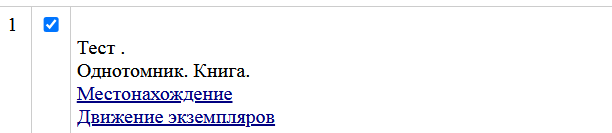 1
Тест .
Однотомник. Книга.
Местонахождение
Движение экземпляров